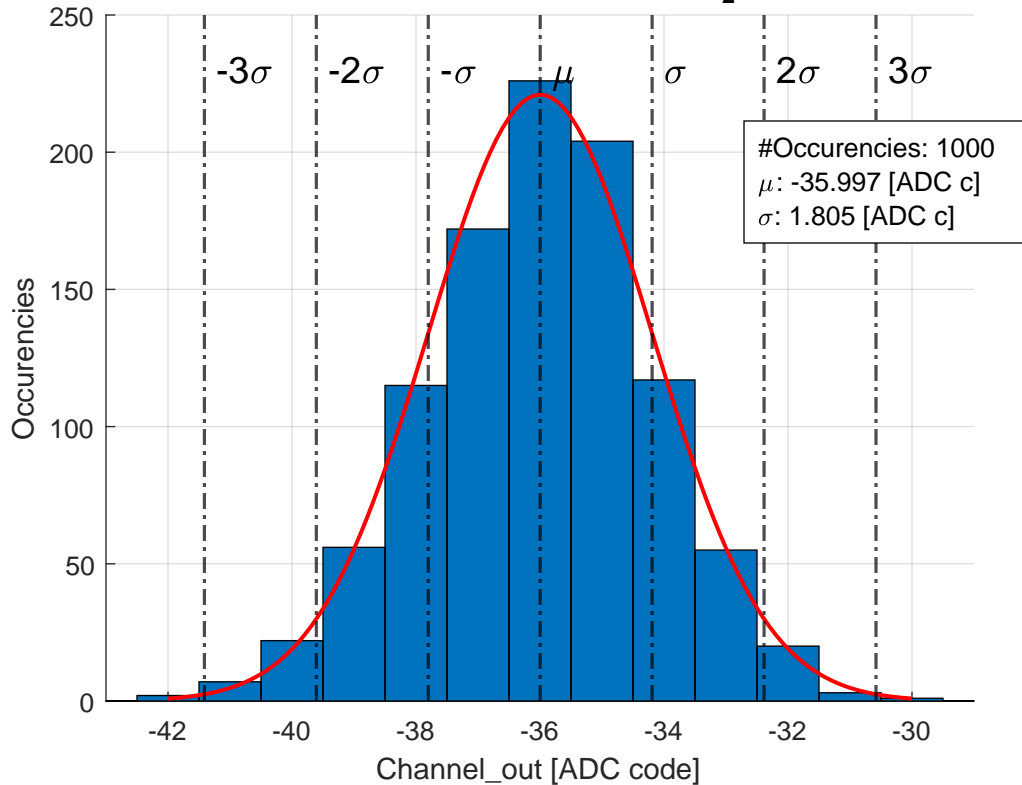 250
200
150
100
50
0
-3σ
-2σ
-σ
μ
σ
2σ
3σ
#Occurencies: 1000
μ: -35.997 [ADC c]
σ: 1.805 [ADC c]
Occurencies
-42
-40
-38
-36
-34
-32
-30
Channel_out [ADC code]